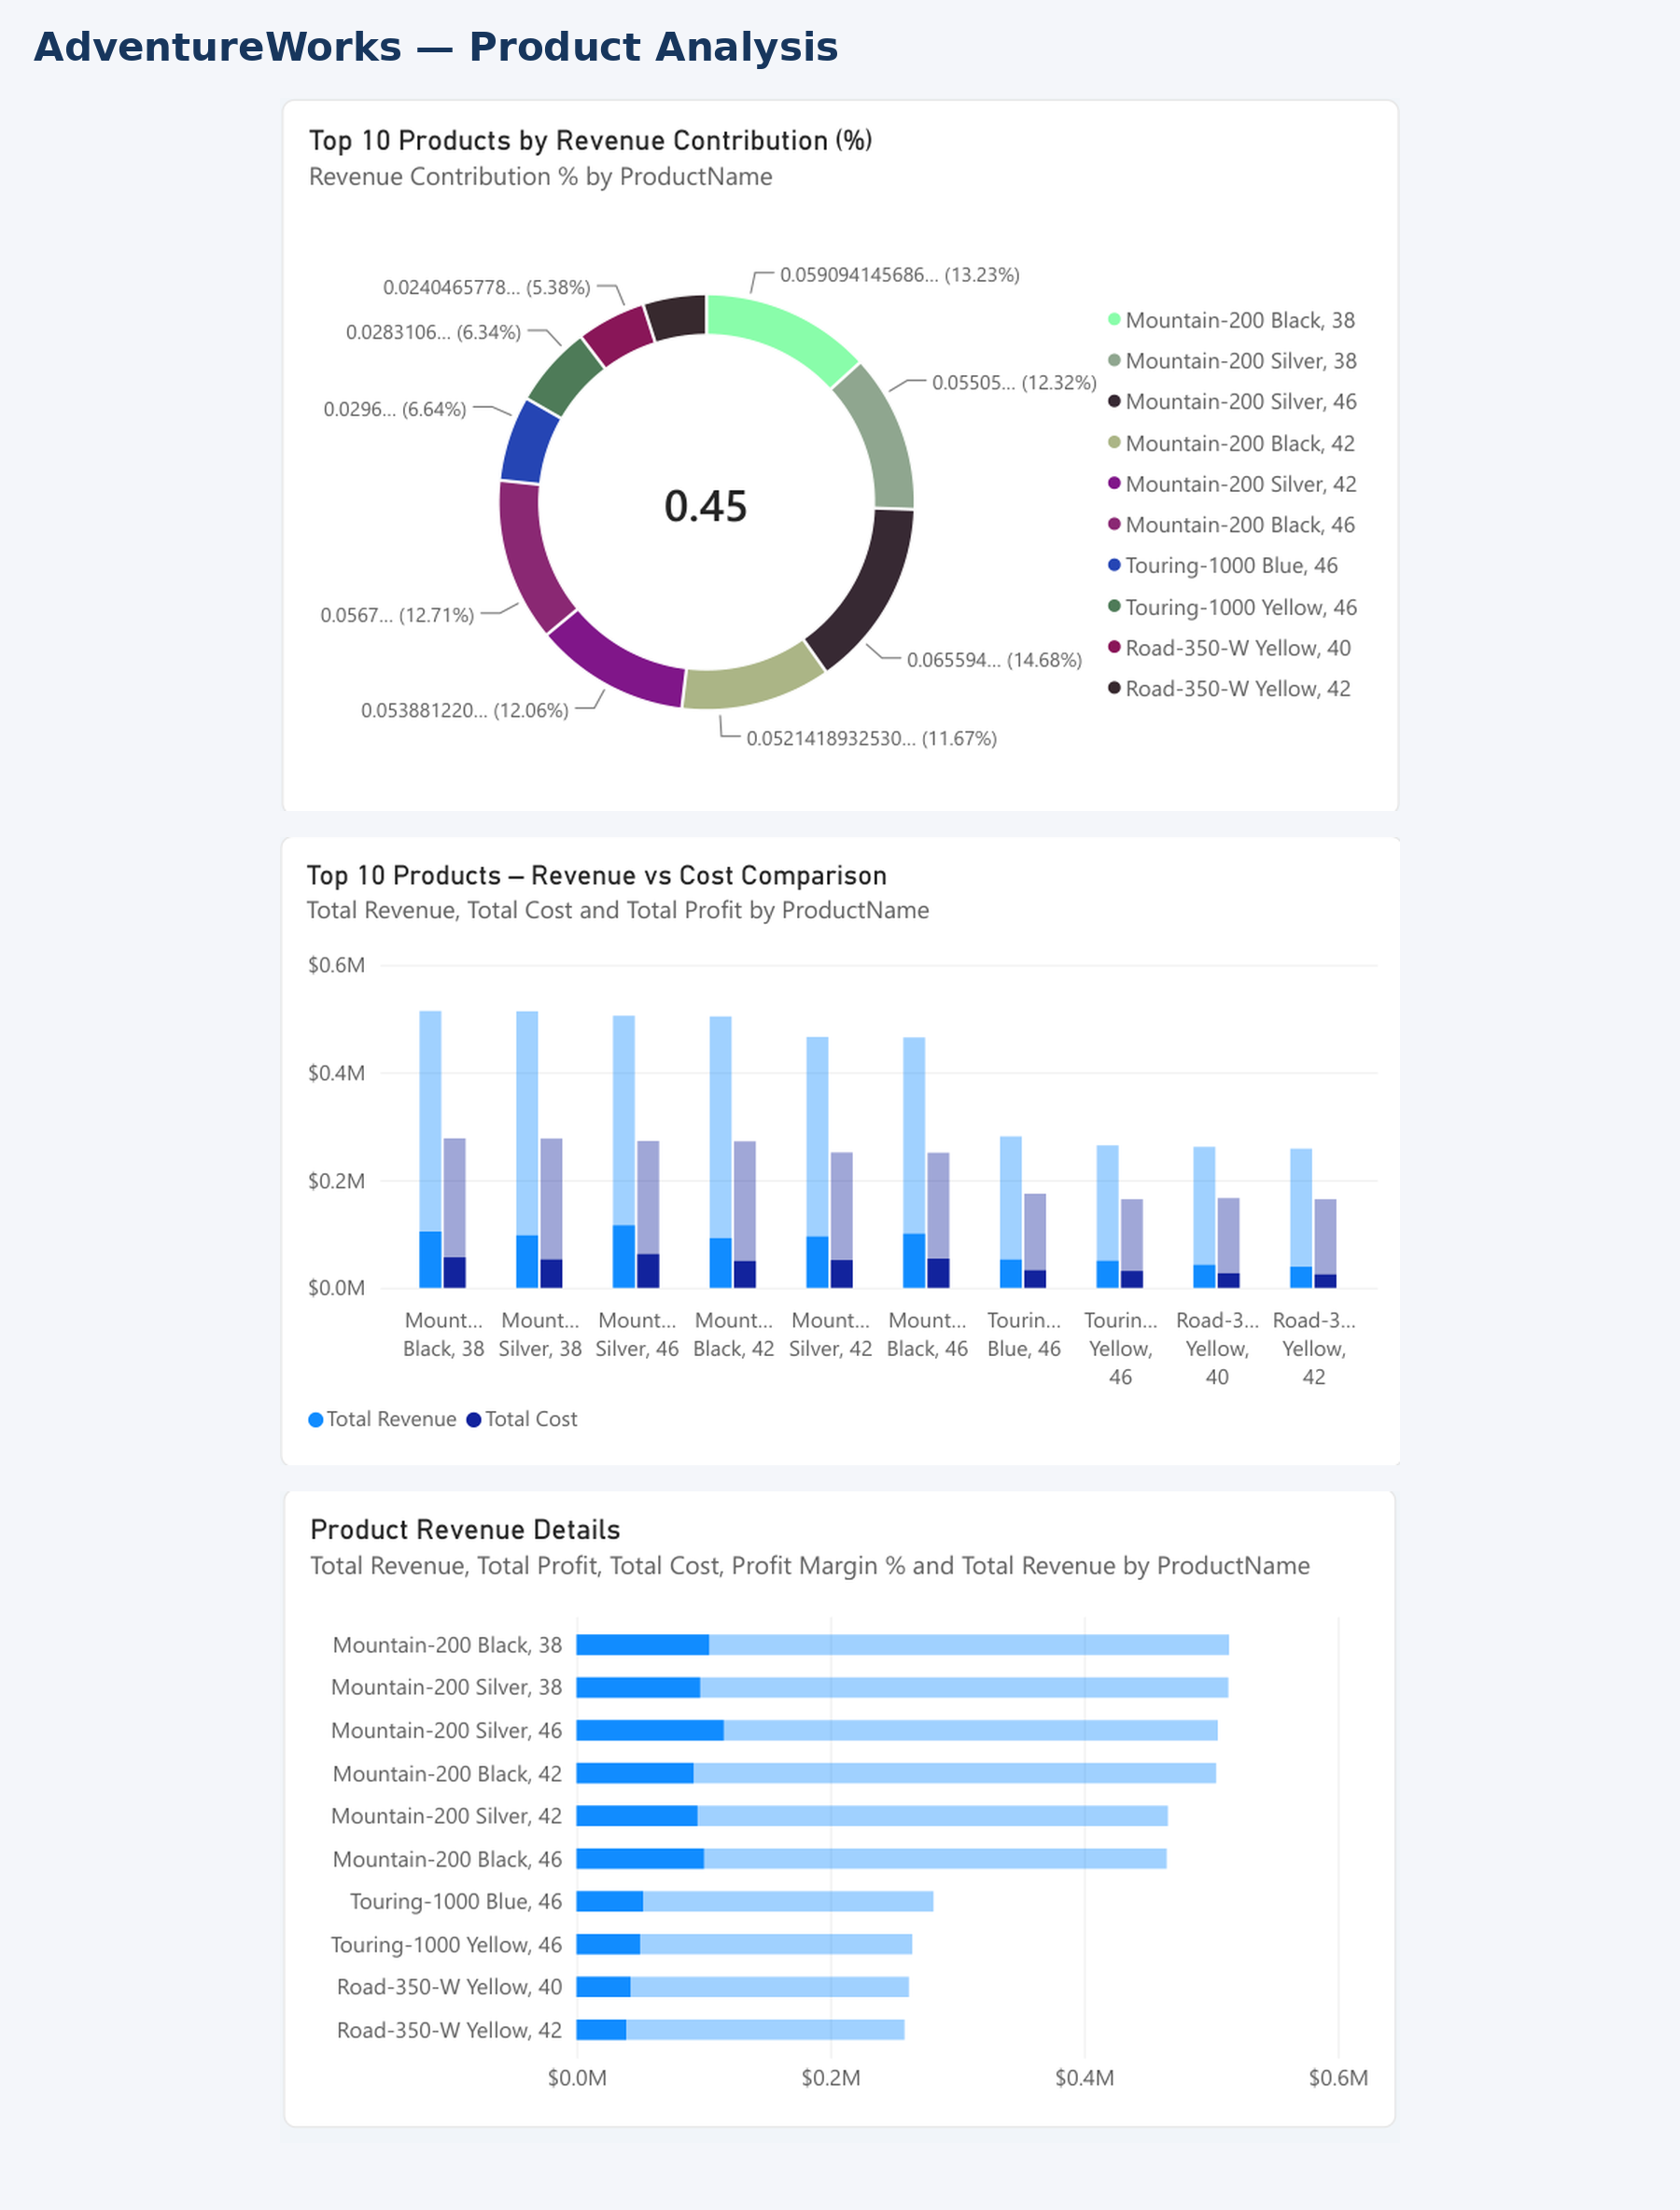 AdventureWorks — Product Analysis
Top 10 Products by Revenue Contribution (%)
Revenue Contribution % by ProductName
0.059094145686... (13.23%)
0.05505... (12.32%)
0.065594... (14.68%)
0.0521418932530... (11.67%)
0.053881220... (12.06%)
0.0567... (12.71%)
0.0296... (6.64%)
0.0283106... (6.34%)
0.0240465778... (5.38%)
0.45
Mountain-200 Black, 38
Mountain-200 Silver, 38
Mountain-200 Silver, 46
Mountain-200 Black, 42
Mountain-200 Silver, 42
Mountain-200 Black, 46
Touring-1000 Blue, 46
Touring-1000 Yellow, 46
Road-350-W Yellow, 40
Road-350-W Yellow, 42
Top 10 Products – Revenue vs Cost Comparison
Total Revenue, Total Cost and Total Profit by ProductName
$0.6M
$0.4M
$0.2M
$0.0M
Mount...
Black, 38
Mount...
Silver, 38
Mount...
Silver, 46
Mount...
Black, 42
Mount...
Silver, 42
Mount...
Black, 46
Tourin...
Blue, 46
Tourin...
Yellow,
46
Road-3...
Yellow,
40
Road-3...
Yellow,
42
Total Revenue
Total Cost
Product Revenue Details
Total Revenue, Total Profit, Total Cost, Profit Margin % and Total Revenue by ProductName
Mountain-200 Black, 38
Mountain-200 Silver, 38
Mountain-200 Silver, 46
Mountain-200 Black, 42
Mountain-200 Silver, 42
Mountain-200 Black, 46
Touring-1000 Blue, 46
Touring-1000 Yellow, 46
Road-350-W Yellow, 40
Road-350-W Yellow, 42
$0.0M
$0.2M
$0.4M
$0.6M